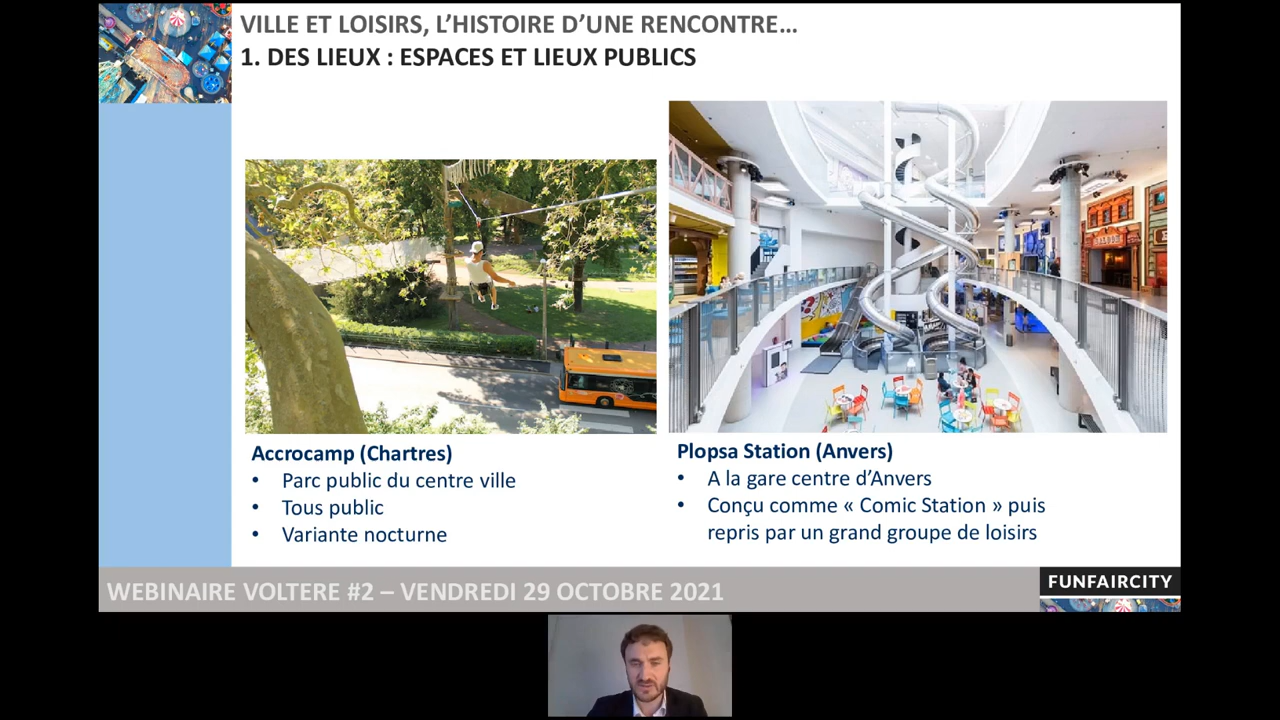 VILLE ET LOISIRS, L’HISTOIRE D’UNE RENCONTRE…
1. DES LIEUX : ESPACES ET LIEUX PUBLICS
Accrocamp (Chartres)
• Parc public du centre ville
• Tous public
• Variante nocturne
Plopsa Station (Anvers)
• A la gare centre d’Anvers
• Conçu comme « Comic Station » puis
repris par un grand groupe de loisirs
WEBINAIRE VOLTERE #2 – VENDREDI 29 OCTOBRE 2021
FUNFAIRCITY